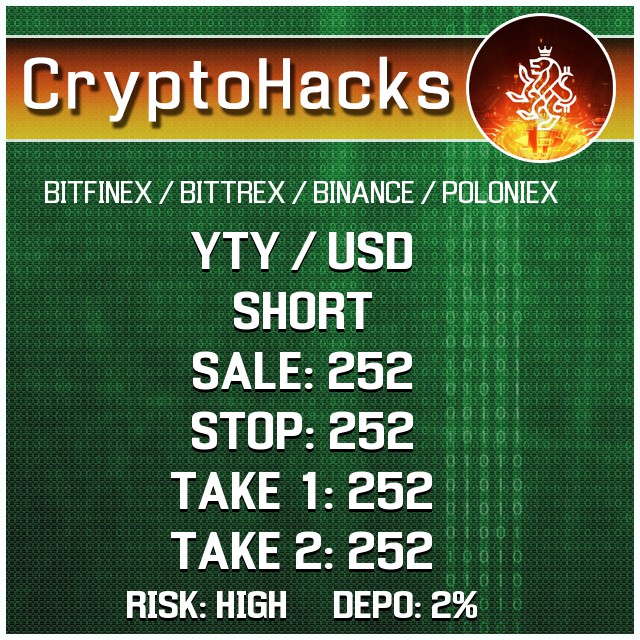 CryptoHacks
BITFINEX / BITTREX / BINANCE / POLONIEX
YTY / USD
SHORT
SALE: 252
STOP: 252
TAKE 1: 252
TAKE 2: 252
RISK: HIGH DEPO: 2%